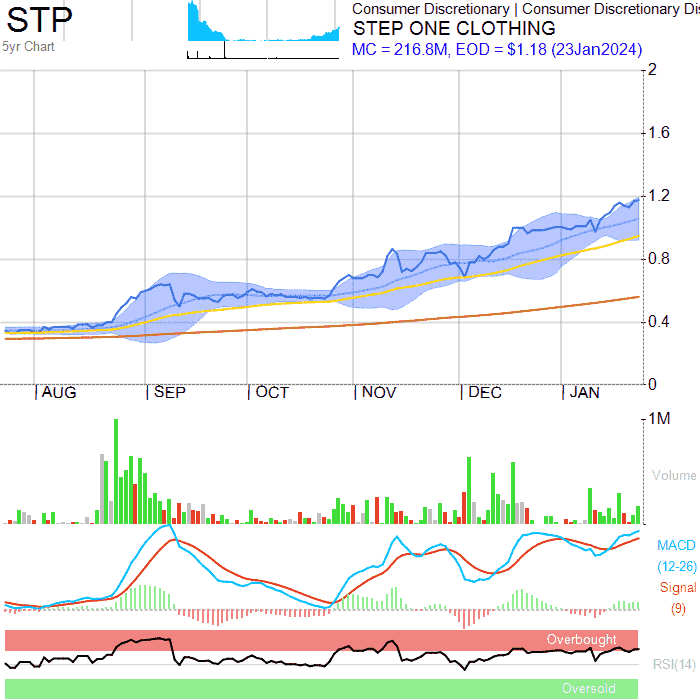 STP
5yr Chart
Consumer Discretionary | Consumer Discretionary Dis
STEP ONE CLOTHING
MC = 216.8M, EOD = $1.18 (23Jan2024)
2
1.6
1.2
0.8
0.4
0
AUG SEP OCT NOV DEC JAN
1M
Volume
MACD
(12-26)
Signal
(9)
Overbought
RSI(14)
Oversold